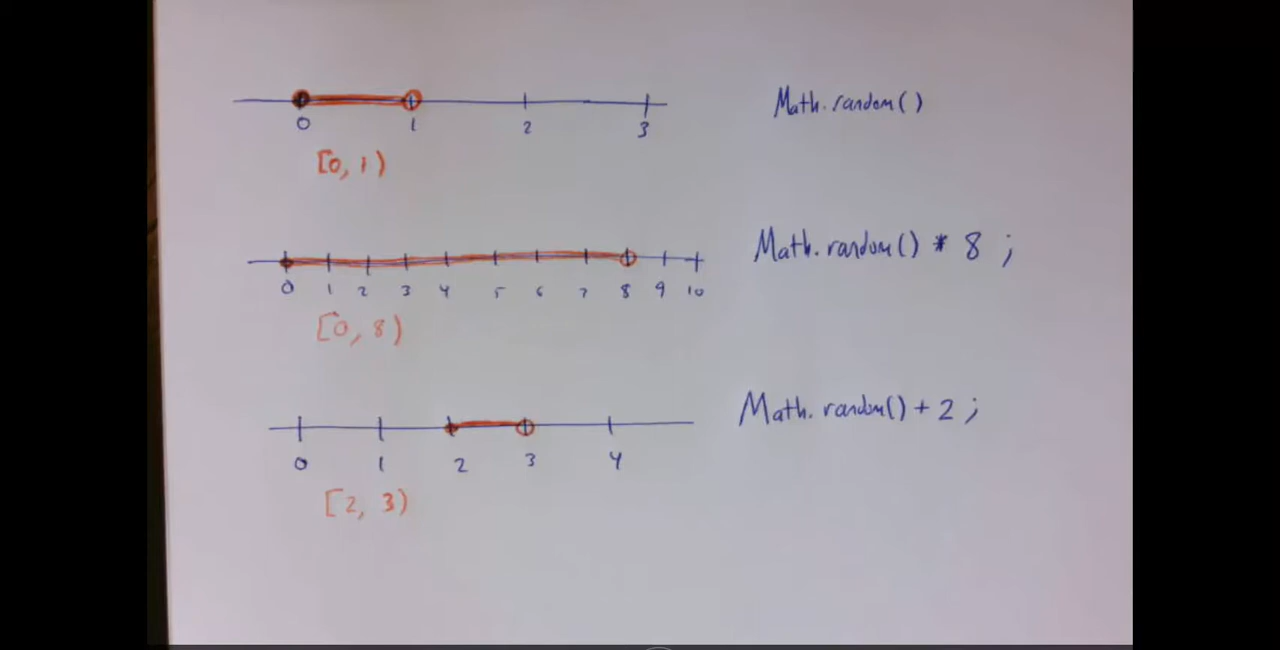 Math.random()
0 1 2 3
[0, 1)
Math.random() * 8 ;
0 1 2 3 4 5 6 7 8 9 10
[0, 8)
Math.random() + 2 ;
0 1 2 3 4
[2, 3)